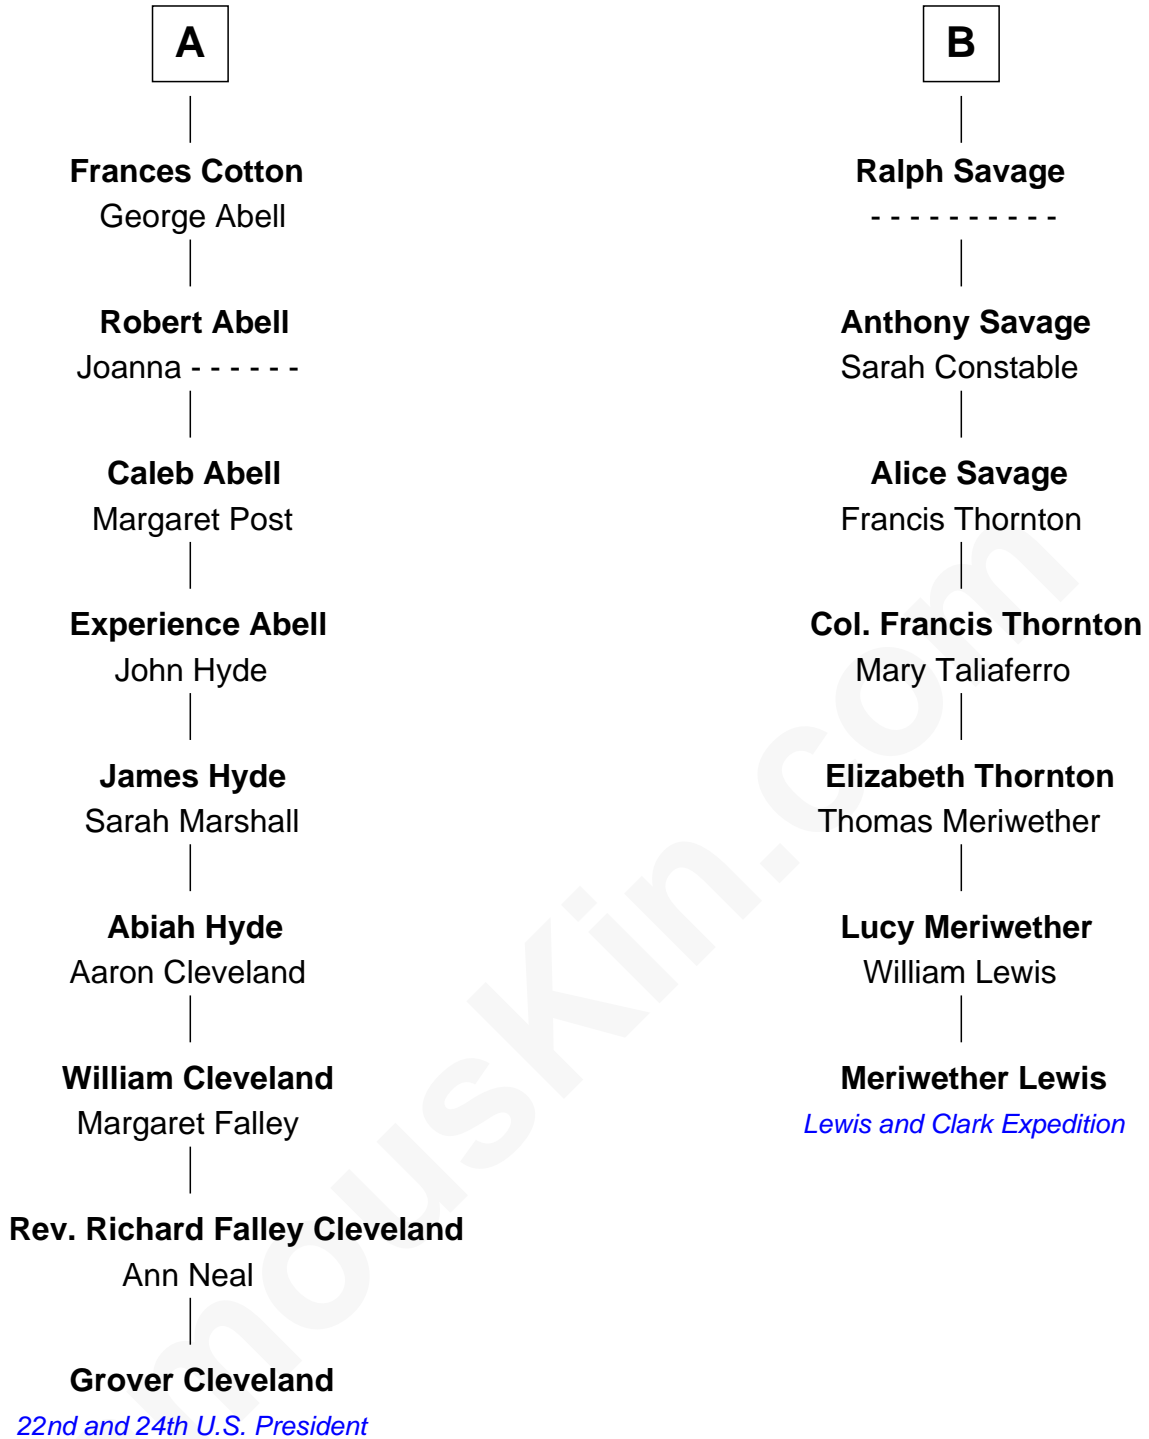 A
Frances Cotton
George Abell
Robert Abell
Joanna - - - - - -
Caleb Abell
Margaret Post
Experience Abell
John Hyde
James Hyde
Sarah Marshall
Abiah Hyde
Aaron Cleveland
William Cleveland
Margaret Falley
Rev. Richard Falley Cleveland
Ann Neal
Grover Cleveland
22nd and 24th U.S. President
B
Ralph Savage
- - - - - - - - - -
Anthony Savage
Sarah Constable
Alice Savage
Francis Thornton
Col. Francis Thornton
Mary Taliaferro
Elizabeth Thornton
Thomas Meriwether
Lucy Meriwether
William Lewis
Meriwether Lewis
Lewis and Clark Expedition
mousKin.com